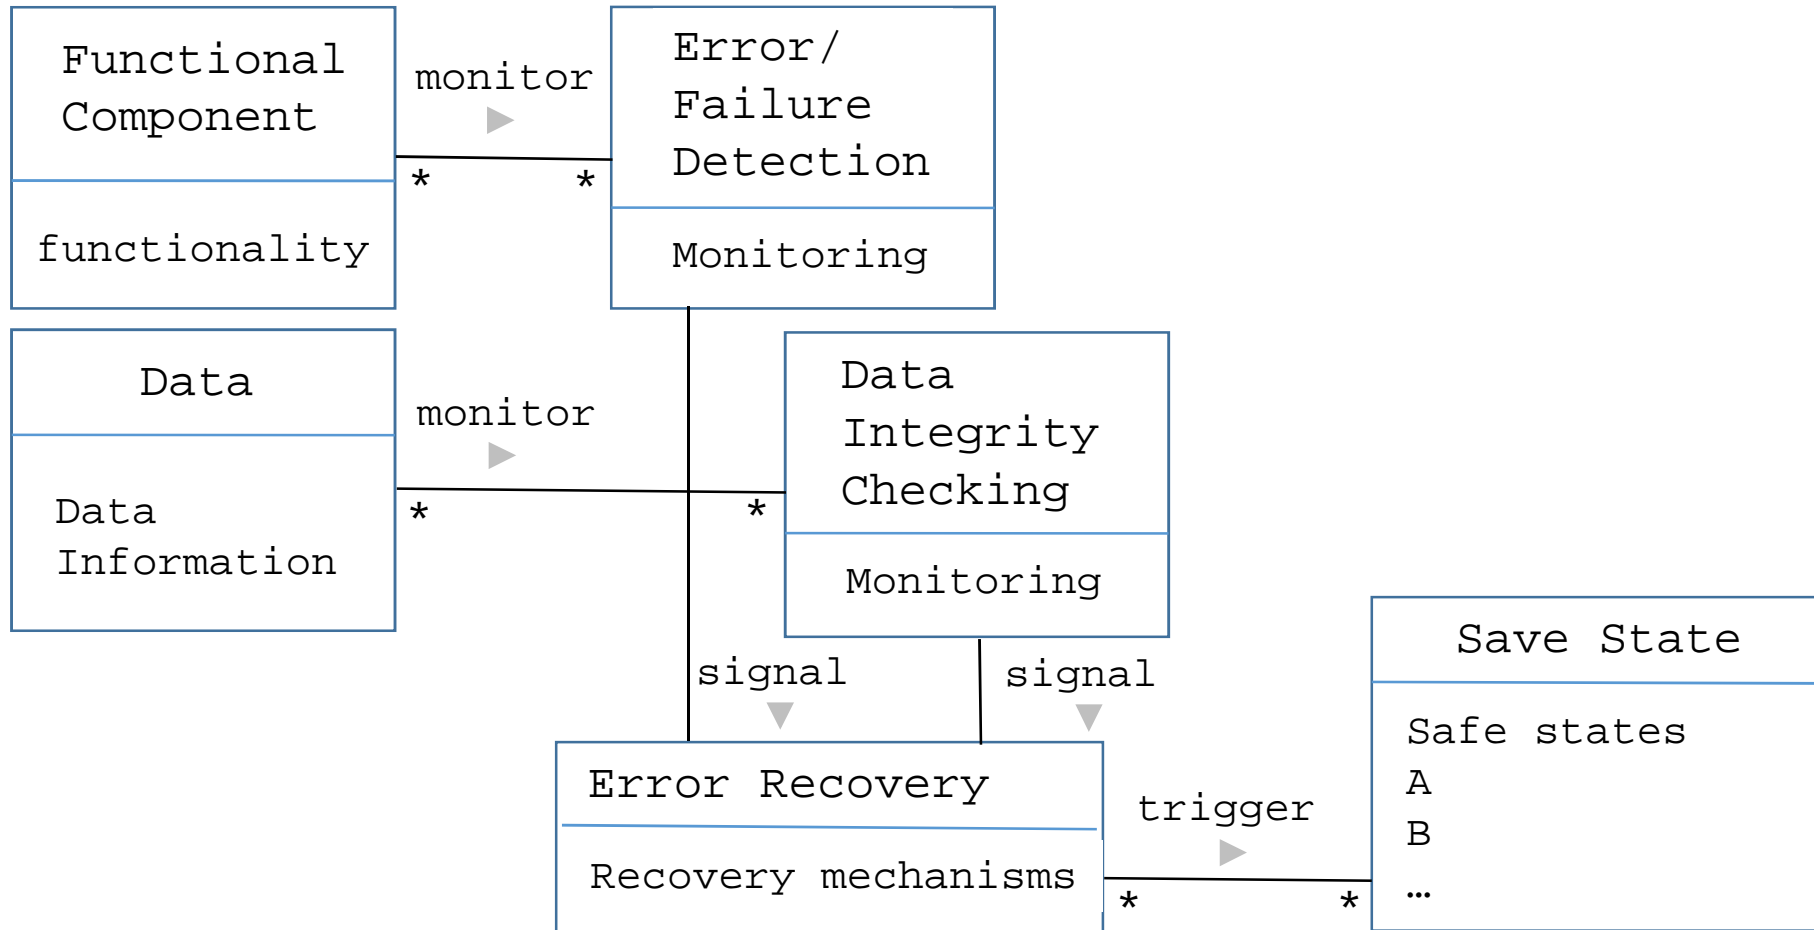 Functional
Component
functionality
monitor
*
*
Error/
Failure
Detection
Monitoring
Data
Data
Information
monitor
*
*
Data
Integrity
Checking
Monitoring
signal
signal
Error Recovery
Recovery mechanisms
trigger
*
*
Save State
Safe states
A
B
…